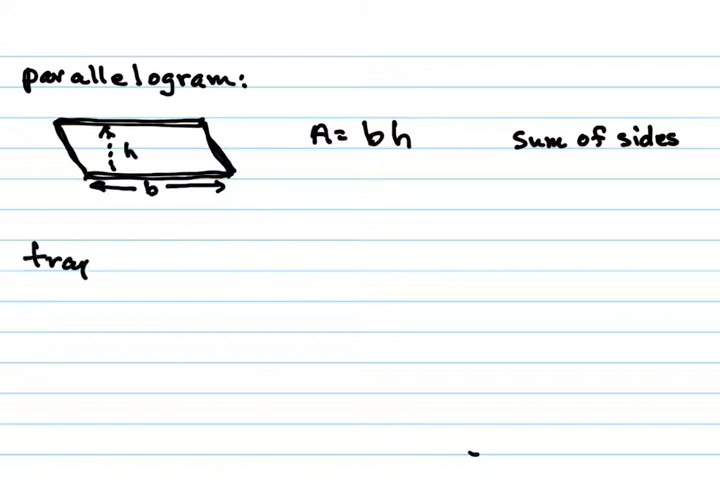 parallelogram:
h
b
A = bh
sum of sides
trap